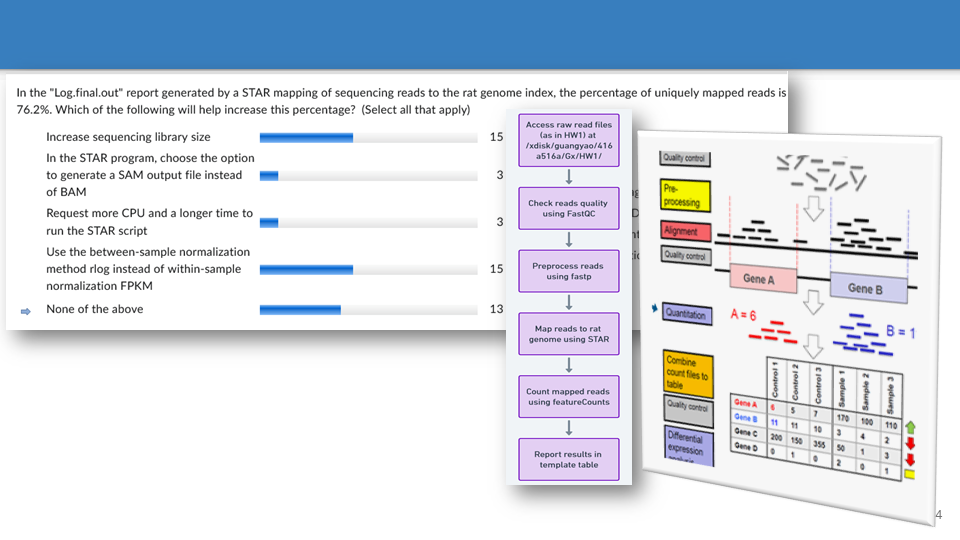 In the "Log.final.out" report generated by a STAR mapping of sequencing reads to the rat genome index, the percentage of uniquely mapped reads is
76.2%. Which of the following will help increase this percentage? (Select all that apply)
Increase sequencing library size
15
In the STAR program, choose the option
to generate a SAM output file instead
of BAM
3
Request more CPU and a longer time to
run the STAR script
3
Use the between-sample normalization
method rlog instead of within-sample
normalization FPKM
15
None of the above
13
Access raw read files
(as in HW1) at
/xdisk/guangyao/416
a516a/Gx/HW1/
Check reads quality
using FastQC
Preprocess reads
using fastp
Map reads to rat
genome using STAR
Count mapped reads
using featureCounts
Report results in
template table
Quality control
Pre-
processing
Alignment
Quality control
Gene A
Gene B
Quantitation
A = 6
B = 1
Combine
count files to
table
Quality control
Differential
expression
Control 1
Control 2
Control 3
Sample 1
Sample 2
Sample 3
Gene A 6 5 7 170 100 110
Gene B 11 11 10 3 4 2
Gene C 200 150 355 50 1 3
Gene D 0 1 0 2 0 1
4